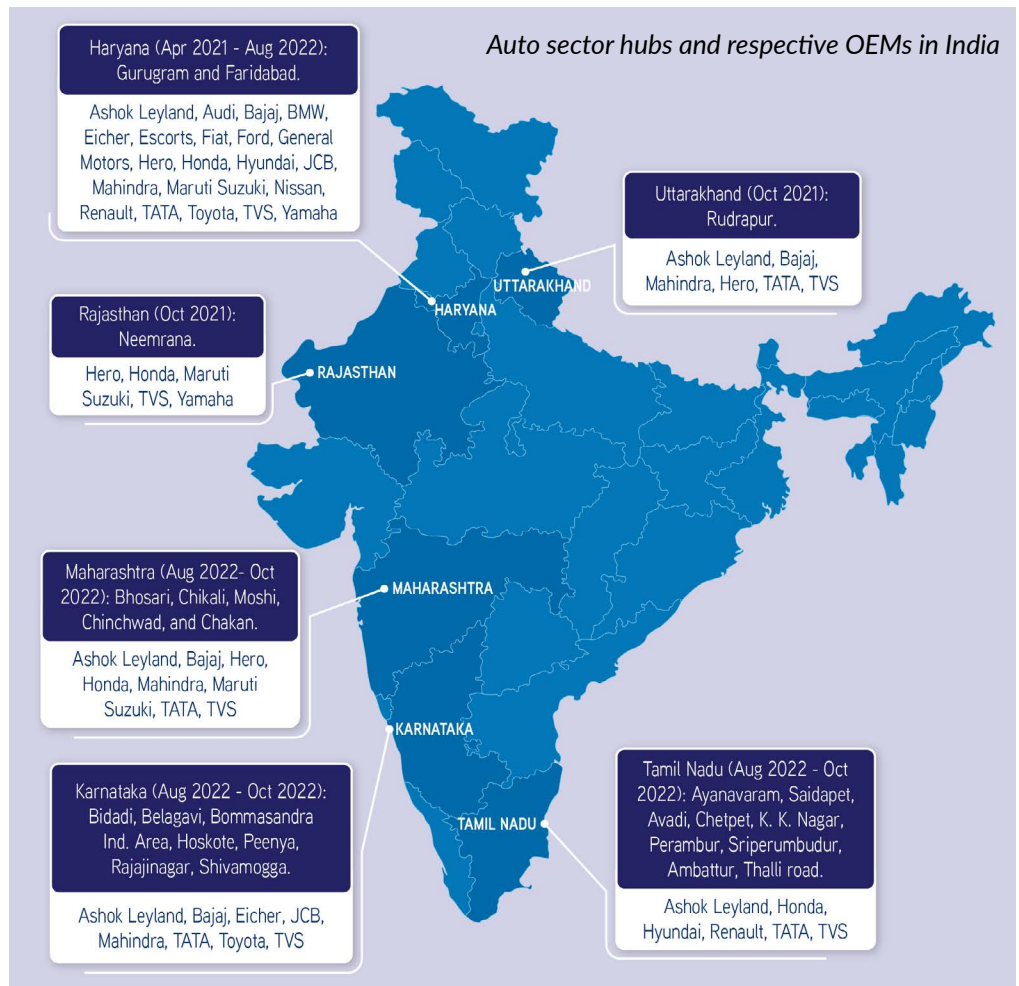 Auto sector hubs and respective OEMs in India
Haryana (Apr 2021 - Aug 2022):
Gurugram and Faridabad.
Ashok Leyland, Audi, Bajaj, BMW,
Eicher, Escorts, Fiat, Ford, General
Motors, Hero, Honda, Hyundai, JCB,
Mahindra, Maruti Suzuki, Nissan,
Renault, TATA, Toyota, TVS, Yamaha
Uttarakhand (Oct 2021):
Rudrapur.
Ashok Leyland, Bajaj,
Mahindra, Hero, TATA, TVS
UTTARAKHAND
HARYANA
Rajasthan (Oct 2021):
Neemrana.
Hero, Honda, Maruti
Suzuki, TVS, Yamaha
RAJASTHAN
Maharashtra (Aug 2022- Oct
2022): Bhosari, Chikali, Moshi,
Chinchwad, and Chakan.
Ashok Leyland, Bajaj, Hero,
Honda, Mahindra, Maruti
Suzuki, TATA, TVS
MAHARASHTRA
KARNATAKA
Karnataka (Aug 2022 - Oct 2022):
Bidadi, Belagavi, Bommasandra
Ind. Area, Hoskote, Peenya,
Rajajinagar, Shivamogga.
Ashok Leyland, Bajaj, Eicher, JCB,
Mahindra, TATA, Toyota, TVS
TAMIL NADU
Tamil Nadu (Aug 2022 - Oct
2022): Ayanavaram, Saidapet,
Avadi, Chetpet, K. K. Nagar,
Perambur, Sriperumbudur,
Ambattur, Thalli road.
Ashok Leyland, Honda,
Hyundai, Renault, TATA, TVS